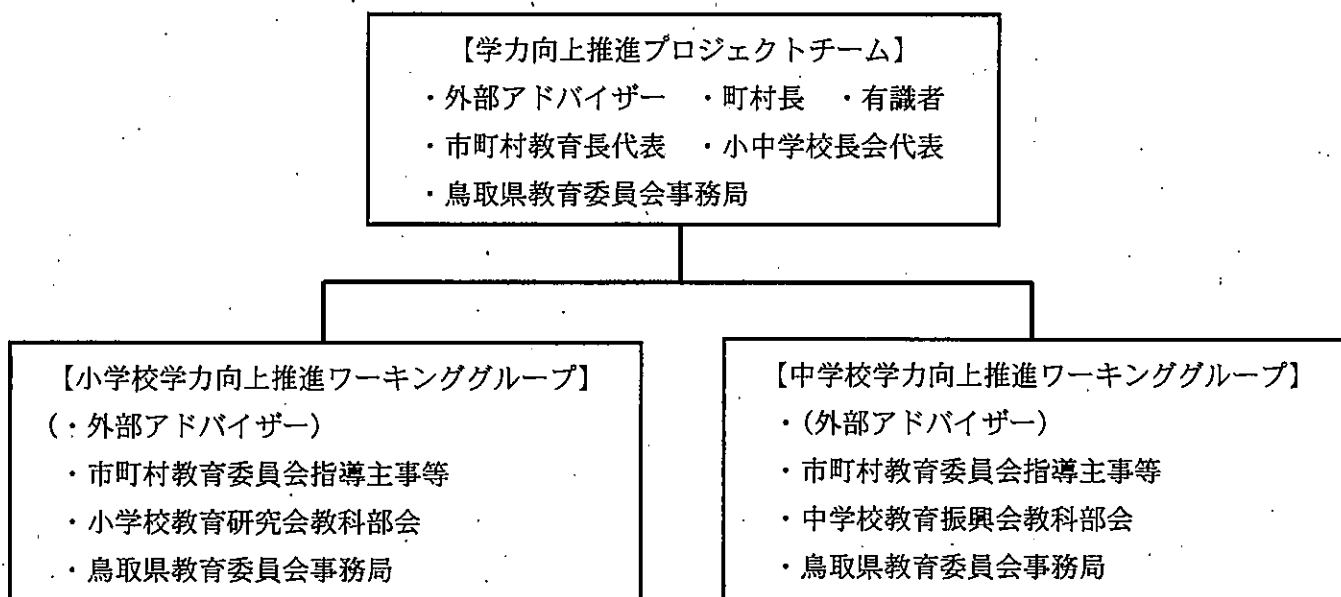 【学力向上推進プロジェクトチーム】
・外部アドバイザー ・町村長 ・有識者
・市町村教育長代表 ・小中学校長会代表
・鳥取県教育委員会事務局
【小学校学力向上推進ワーキンググループ】
(・外部アドバイザー)
・市町村教育委員会指導主事等
・小学校教育研究会教科部会
・鳥取県教育委員会事務局
【中学校学力向上推進ワーキンググループ】
・(外部アドバイザー)
・市町村教育委員会指導主事等
・中学校教育振興会教科部会
・鳥取県教育委員会事務局